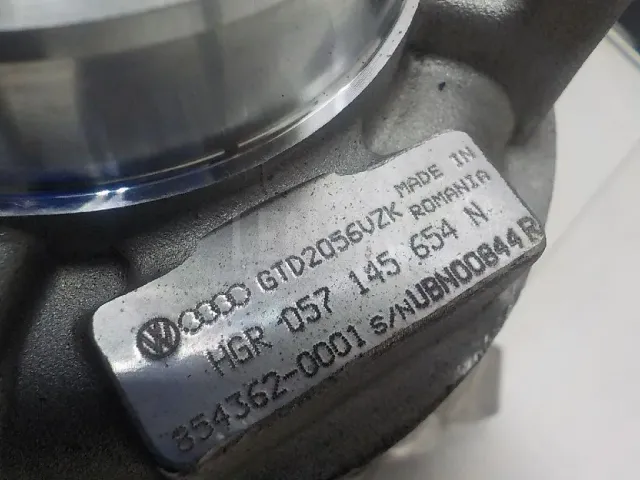 GTD2056VZK MADE IN
ROMANIA
HGR 057 145 654 N
854362-0001 S/N UBN00844R